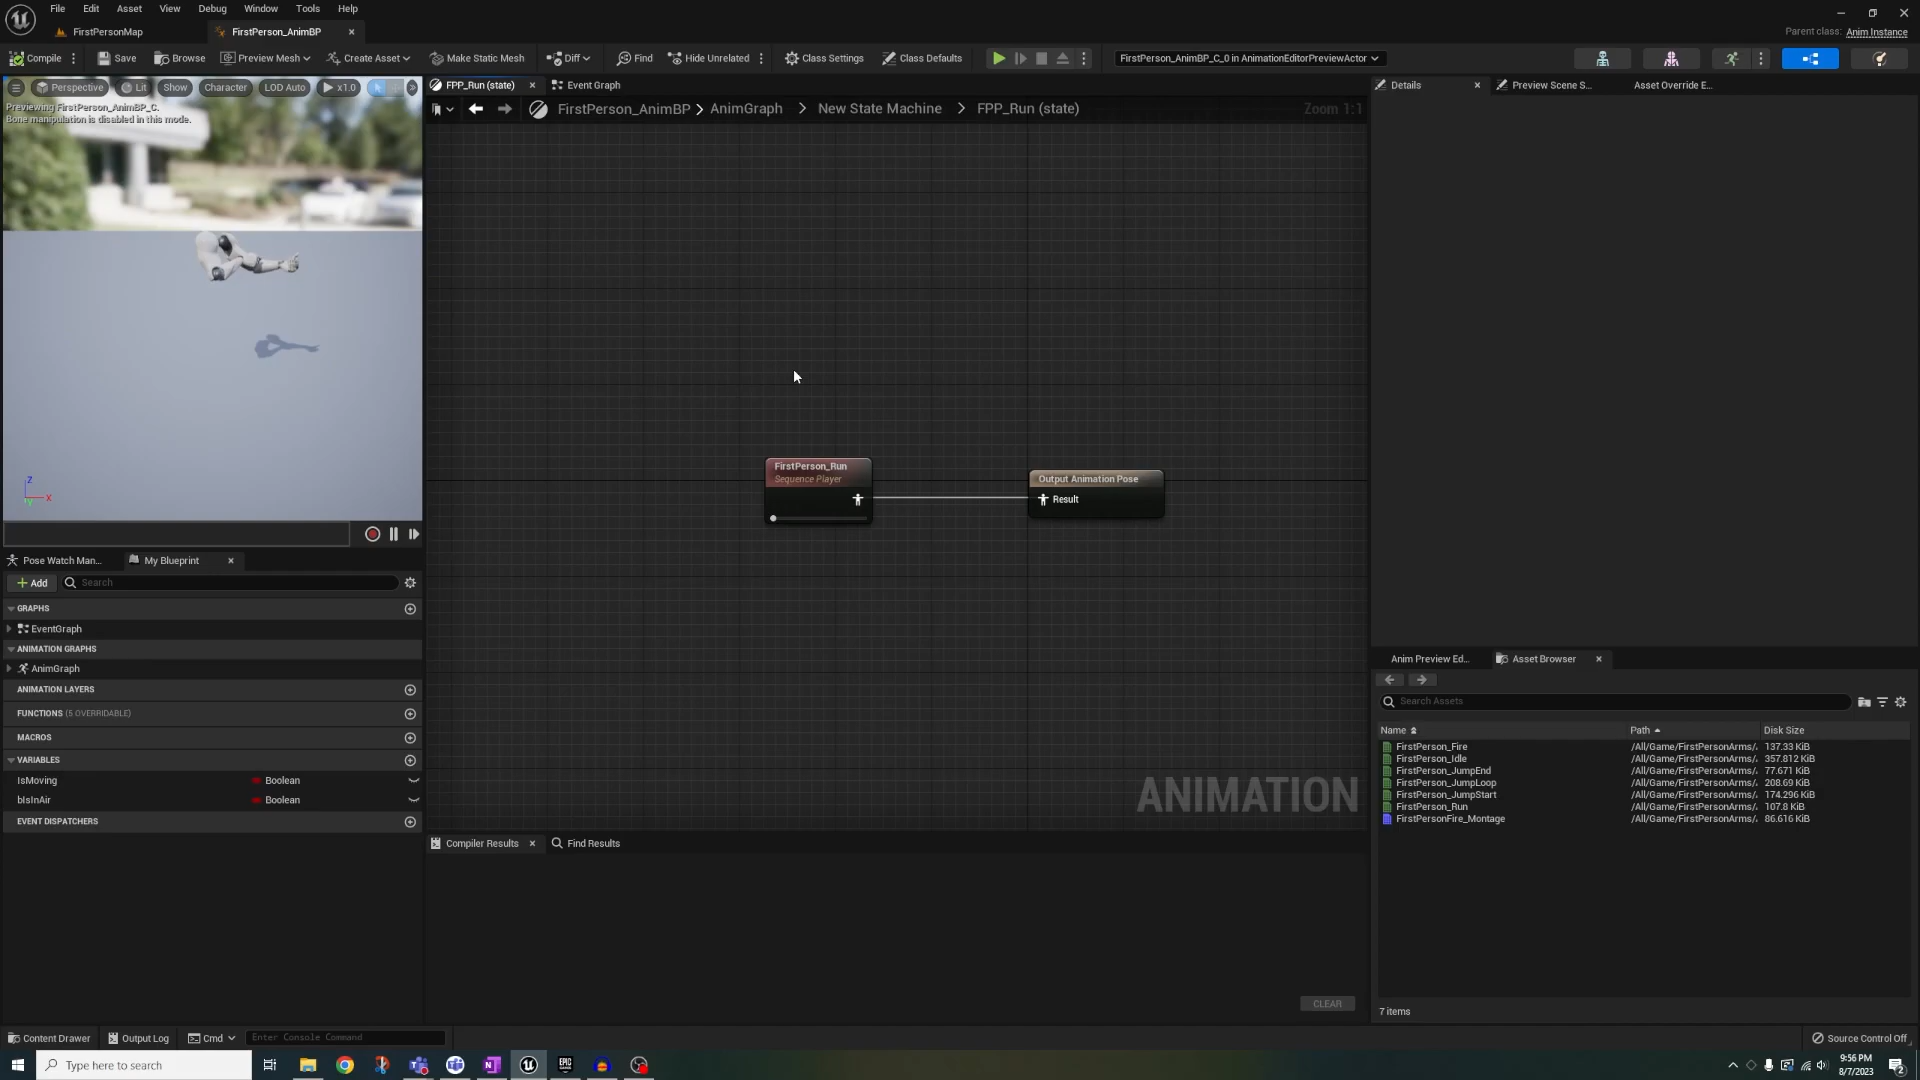 File Edit Asset View Debug Window Tools Help
FirstPersonMap FirstPerson_AnimBP
Parent class: Anim Instance
Compile Save Browse Preview Mesh Create Asset Make Static Mesh Diff Find Hide Unrelated Class Settings Class Defaults FirstPerson_AnimBP_C_0 in AnimationEditorPreviewActor
Perspective Lit Show Character LOD Auto x1.0
Previewing FirstPerson_AnimBP_C.
Bone manipulation is disabled in this mode.
Z
X
FPP_Run (state) Event Graph
FirstPerson_AnimBP AnimGraph New State Machine FPP_Run (state) Zoom 1:1
FirstPerson_Run
Sequence Player
Output Animation Pose
Result
ANIMATION
Details Preview Scene S... Asset Override E...
Pose Watch Man... My Blueprint
Add Search
GRAPHS
EventGraph
ANIMATION GRAPHS
AnimGraph
ANIMATION LAYERS
FUNCTIONS (5 OVERRIDABLE)
MACROS
VARIABLES
IsMoving Boolean
bIsInAir Boolean
EVENT DISPATCHERS
Compiler Results Find Results
CLEAR
Anim Preview Ed... Asset Browser
Search Assets
Name Path Disk Size
FirstPerson_Fire /All/Game/FirstPersonArms/ 137.33 KiB
FirstPerson_Idle /All/Game/FirstPersonArms/ 357.812 KiB
FirstPerson_JumpEnd /All/Game/FirstPersonArms/ 77.671 KiB
FirstPerson_JumpLoop /All/Game/FirstPersonArms/ 208.69 KiB
FirstPerson_JumpStart /All/Game/FirstPersonArms/ 174.296 KiB
FirstPerson_Run /All/Game/FirstPersonArms/ 107.8 KiB
FirstPersonFire_Montage /All/Game/FirstPersonArms/ 86.616 KiB
7 items
Content Drawer Output Log Cmd Enter Console Command Source Control Off
Type here to search
9:56 PM
8/7/2023